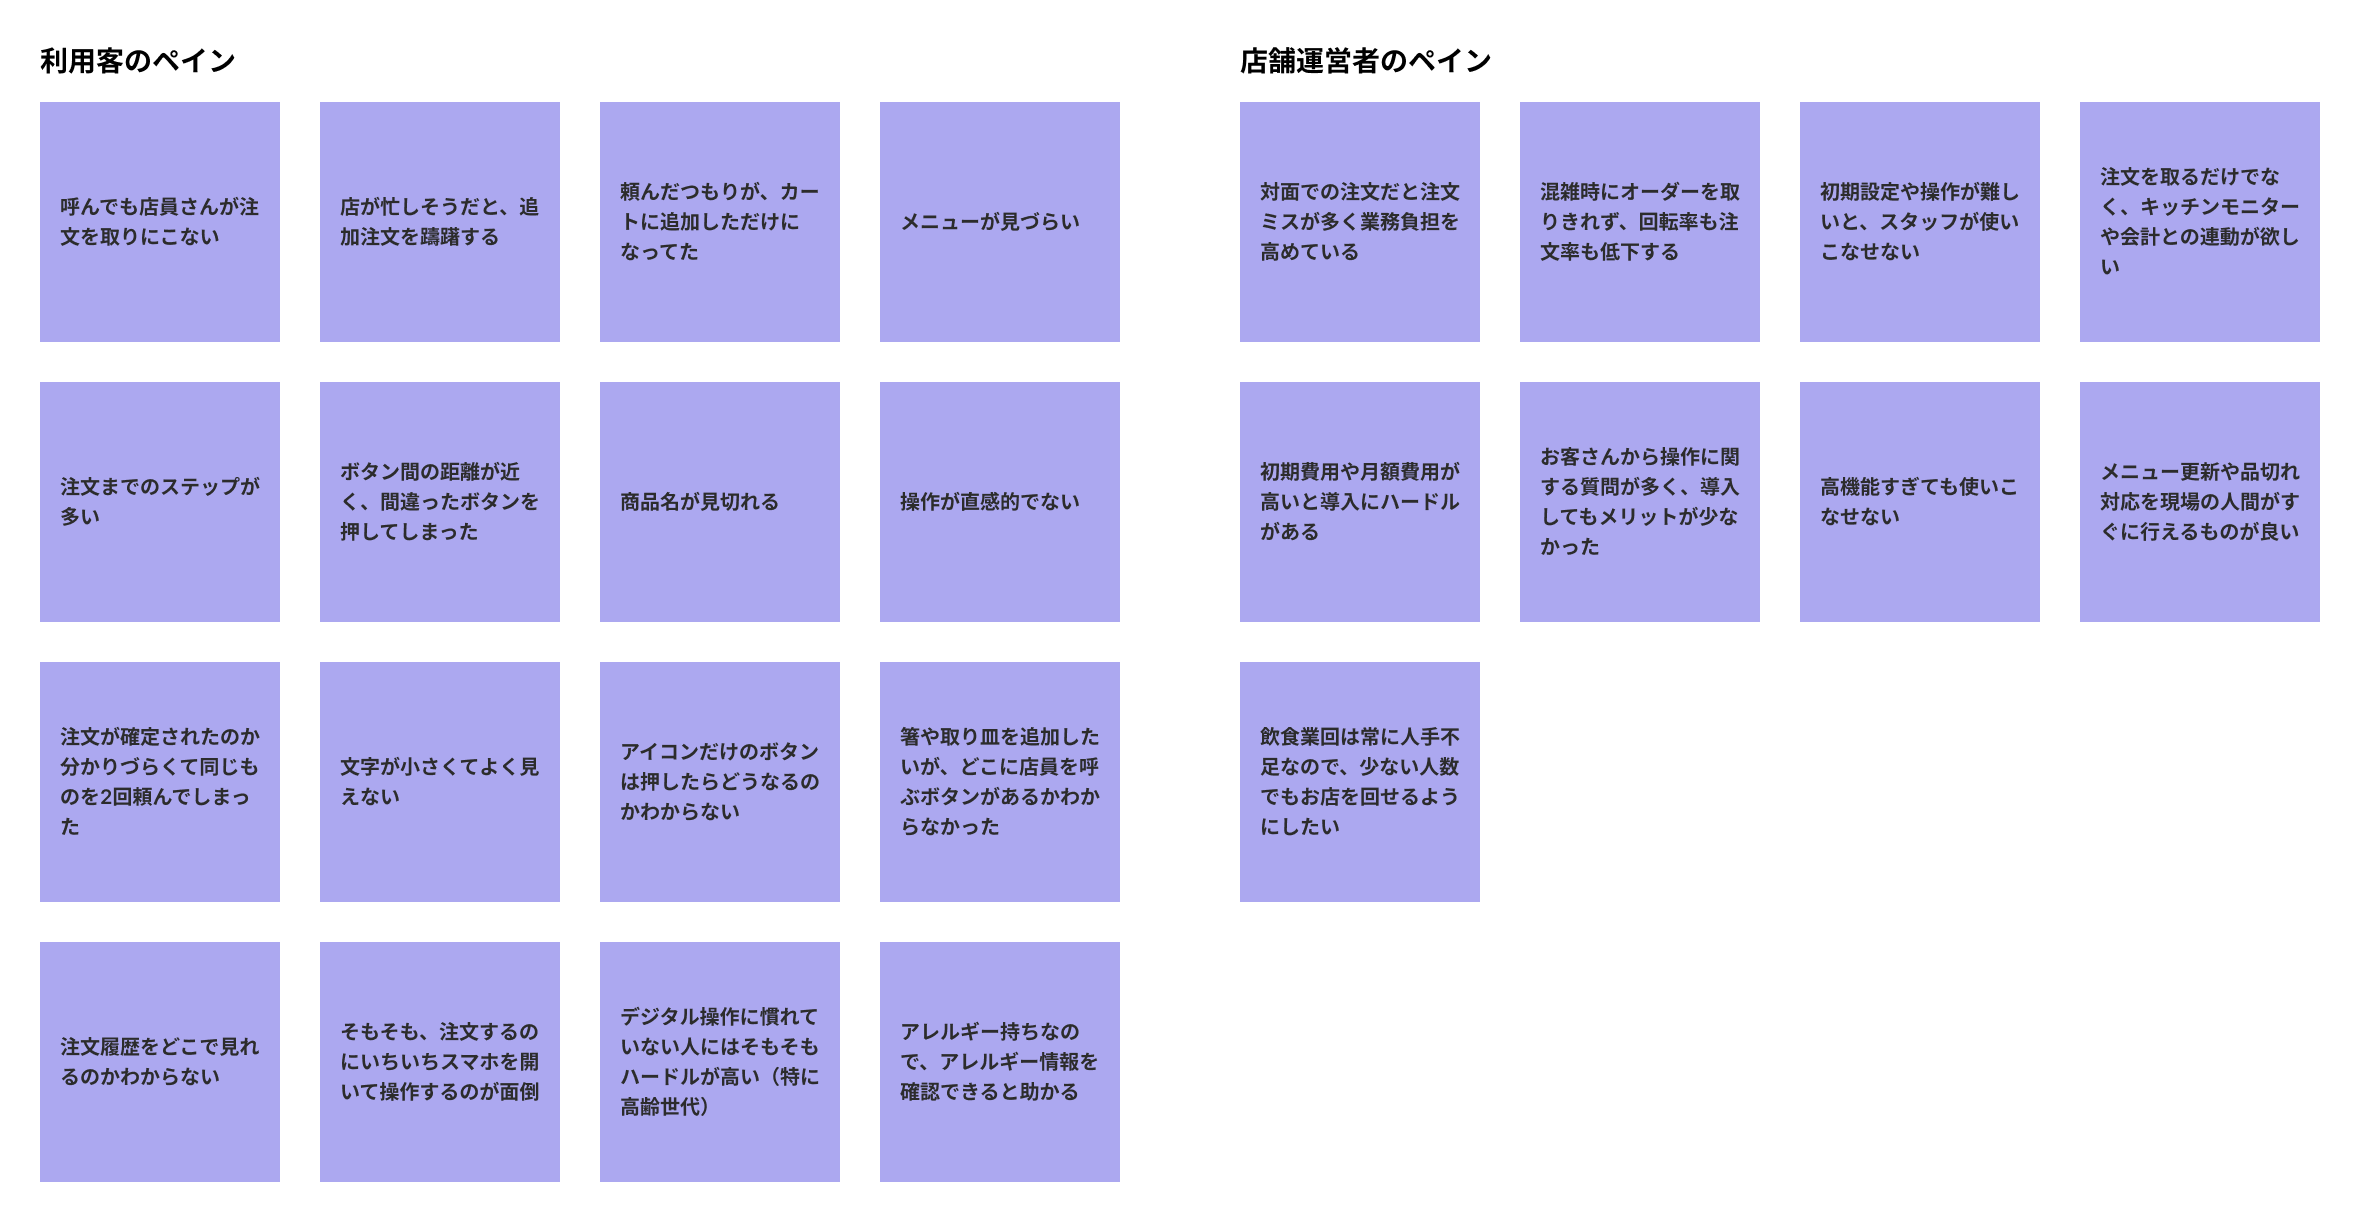 利用客のペイン
呼んでも店員さんが注
文を取りにこない
店が忙しそうだと、追
加注文を躊躇する
頼んだつもりが、カー
トに追加しただけに
なってた
メニューが見づらい
注文までのステップが
多い
ボタン間の距離が近
く、間違ったボタンを
押してしまった
商品名が見切れる
操作が直感的でない
注文が確定されたのか
分かりづらくて同じも
のを2回頼んでしまっ
た
文字が小さくてよく見
えない
アイコンだけのボタン
は押したらどうなるの
かわからない
箸や取り皿を追加した
いが、どこに店員を呼
ぶボタンがあるかわか
らなかった
注文履歴をどこで見れ
るのかわからない
そもそも、注文するの
にいちいちスマホを開
いて操作するのが面倒
デジタル操作に慣れて
いない人にはそもそも
ハードルが高い（特に
高齢世代）
アレルギー持ちなの
で、アレルギー情報を
確認できると助かる
店舗運営者のペイン
対面での注文だと注文
ミスが多く業務負担を
高めている
混雑時にオーダーを取
りきれず、回転率も注
文率も低下する
初期設定や操作が難し
いと、スタッフが使い
こなせない
注文を取るだけでな
く、キッチンモニター
や会計との連動が欲し
い
初期費用や月額費用が
高いと導入にハードル
がある
お客さんから操作に関
する質問が多く、導入
してもメリットが少な
かった
高機能すぎても使いこ
なせない
メニュー更新や品切れ
対応を現場の人間がす
ぐに行えるものが良い
飲食業回は常に人手不
足なので、少ない人数
でもお店を回せるよう
にしたい